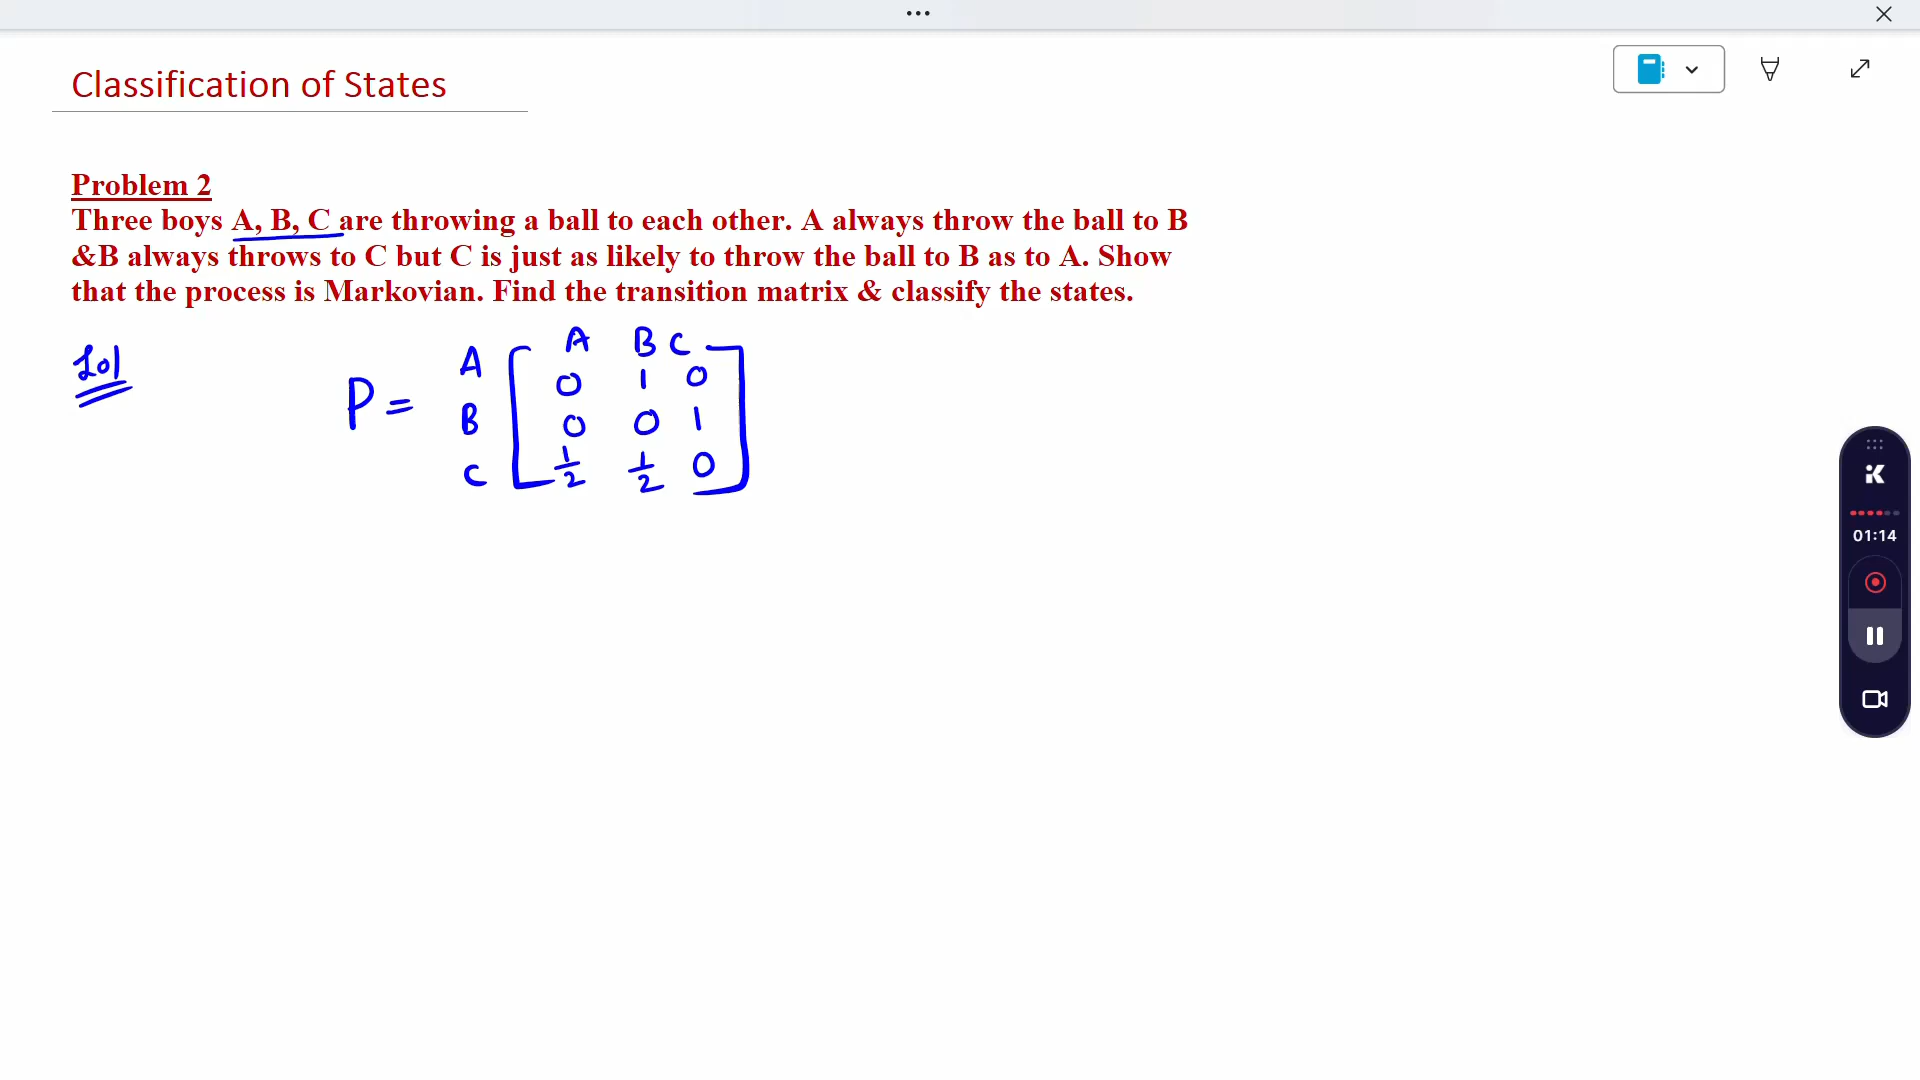 Classification of States
Problem 2
Three boys A, B, C are throwing a ball to each other. A always throw the ball to B
&B always throws to C but C is just as likely to throw the ball to B as to A. Show
that the process is Markovian. Find the transition matrix & classify the states.
Sol
A B C
A 0 1 0
P =
B 0 0 1
C 1/2 1/2 0
01:14